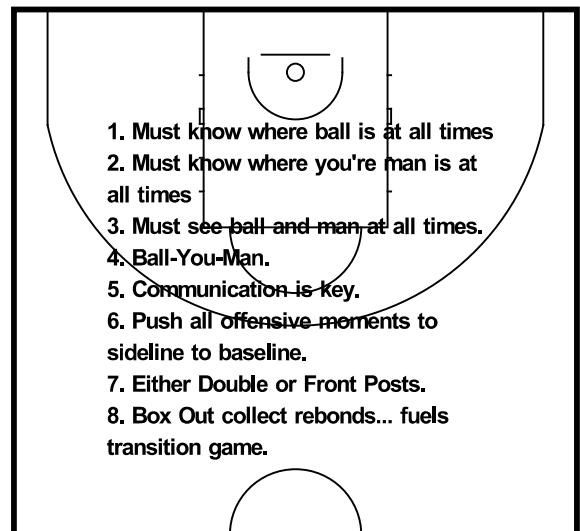 1. Must know where ball is at all times
2. Must know where you're man is at
all times
3. Must see ball and man at all times.
4. Ball-You-Man.
5. Communication is key.
6. Push all offensive moments to
sideline to baseline.
7. Either Double or Front Posts.
8. Box Out collect rebonds... fuels
transition game.